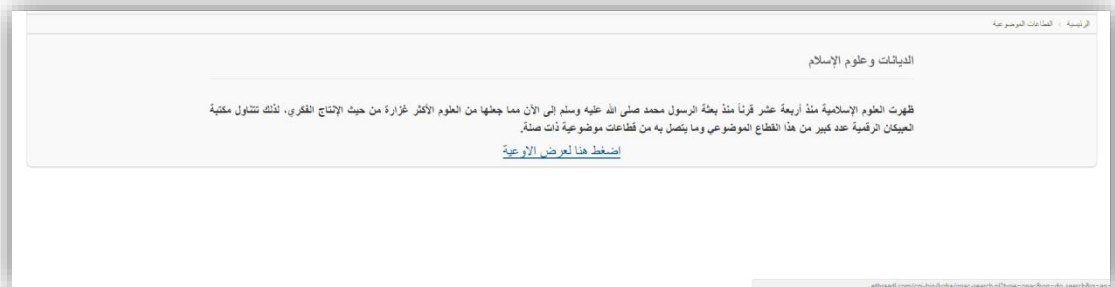 الرئيسية › القطاعات الموضوعية
الديانات وعلوم الإسلام
ظهرت العلوم الإسلامية منذ أربعة عشر قرناً منذ بعثة الرسول محمد صلى الله عليه وسلم إلى الآن مما جعلها من العلوم الأكثر غزارة من حيث الإنتاج الفكري، لذلك تتناول مكتبة
العبيكان الرقمية عدد كبير من هذا القطاع الموضوعي وما يتصل به من قطاعات موضوعية ذات صلة.
اضغط هنا لعرض الاوعية